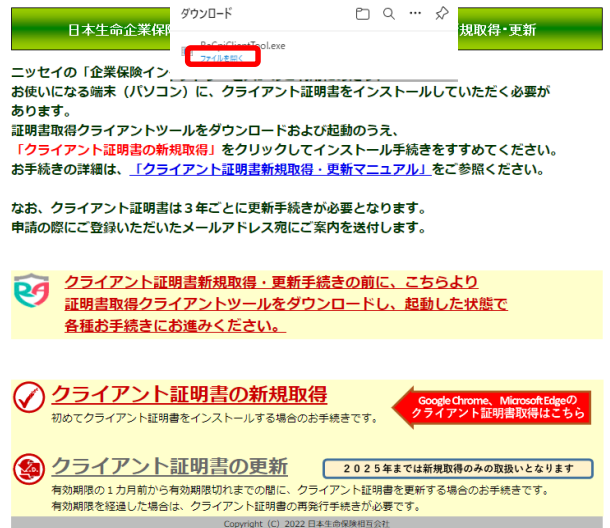 ダウンロード
日本生命企業保険
規取得・更新
ファイルを開く
ニッセイの「企業保険イン
お使いになる端末（パソコン）に、クライアント証明書をインストールしていただく必要が
あります。
証明書取得クライアントツールをダウンロードおよび起動のうえ、
「クライアント証明書の新規取得」をクリックしてインストール手続きをすすめてください。
お手続きの詳細は、「クライアント証明書新規取得・更新マニュアル」をご参照ください。
なお、クライアント証明書は３年ごとに更新手続きが必要となります。
申請の際にご登録いただいたメールアドレス宛にご案内を送付します。
クライアント証明書新規取得・更新手続きの前に、こちらより
証明書取得クライアントツールをダウンロードし、起動した状態で
各種お手続きにお進みください。
クライアント証明書の新規取得
初めてクライアント証明書をインストールする場合のお手続きです。
Google Chrome、Microsoft Edgeの
クライアント証明書取得はこちら
クライアント証明書の更新
２０２５年までは新規取得のみの取扱いとなります
有効期限の１カ月前から有効期限切れまでの間に、クライアント証明書を更新する場合のお手続きです。
有効期限を経過した場合は、クライアント証明書の再発行手続きが必要です。
Copyright (C) 2022 日本生命保険相互会社